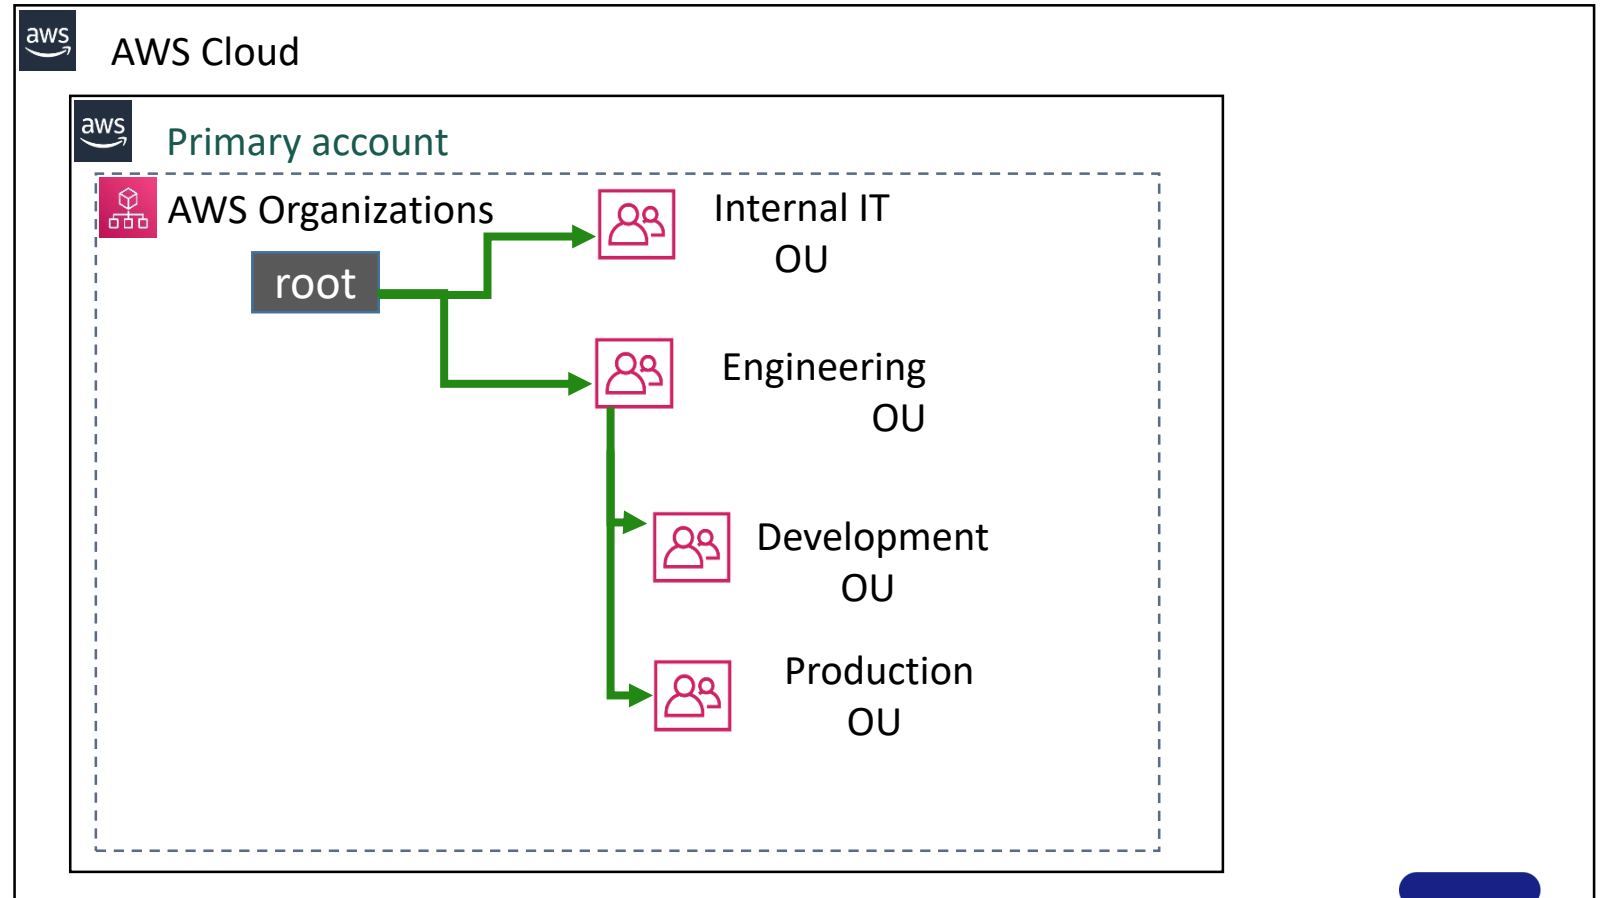 aws
AWS Cloud
aws
Primary account
AWS Organizations
root
Internal IT
OU
Engineering
OU
Development
OU
Production
OU